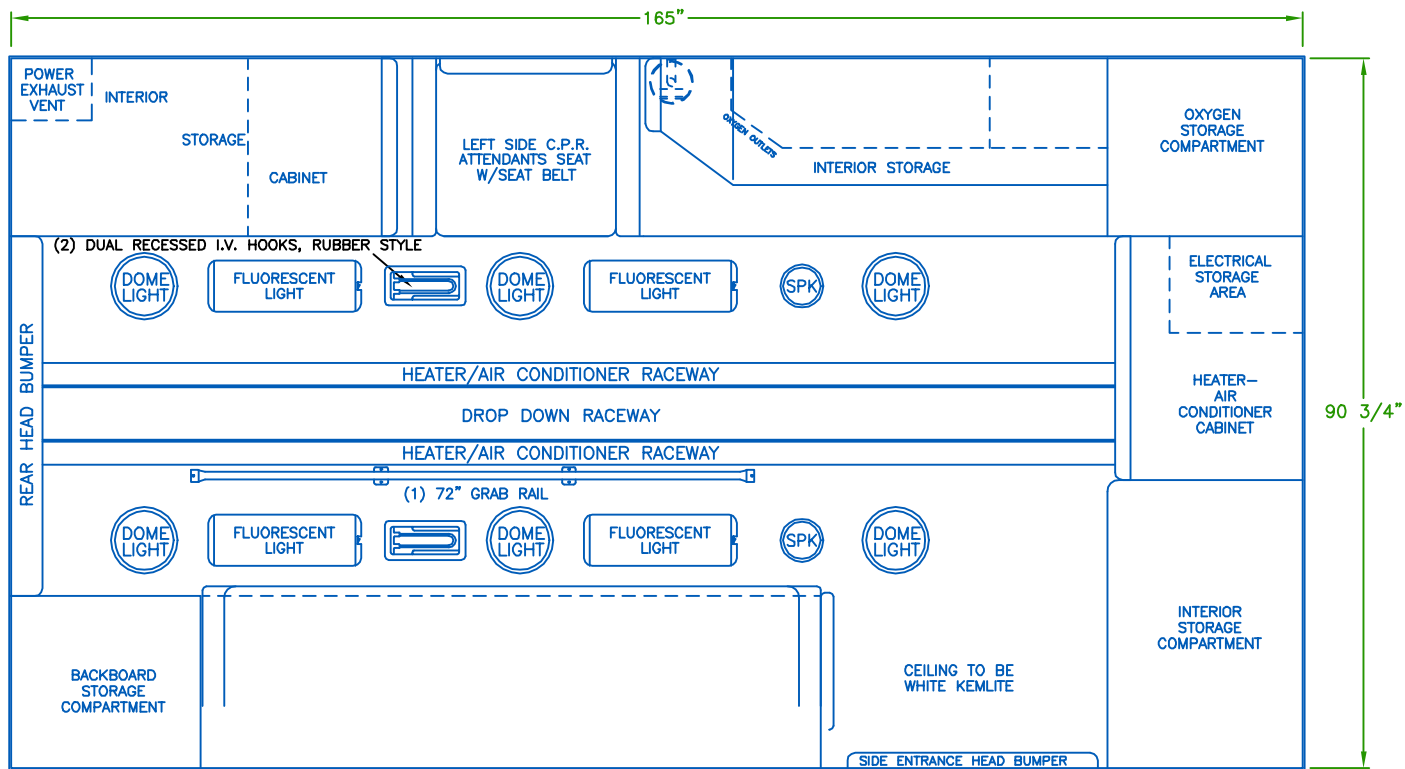 165"
POWER
EXHAUST
VENT
INTERIOR
STORAGE
CABINET
LEFT SIDE C.P.R.
ATTENDANTS SEAT
W/SEAT BELT
OXYGEN OUTLETS
INTERIOR STORAGE
OXYGEN
STORAGE
COMPARTMENT
(2) DUAL RECESSED I.V. HOOKS, RUBBER STYLE
DOME
LIGHT
FLUORESCENT
LIGHT
DOME
LIGHT
FLUORESCENT
LIGHT
SPK
DOME
LIGHT
ELECTRICAL
STORAGE
AREA
REAR HEAD BUMPER
HEATER/AIR CONDITIONER RACEWAY
DROP DOWN RACEWAY
HEATER/AIR CONDITIONER RACEWAY
HEATER-
AIR
CONDITIONER
CABINET
90 3/4"
(1) 72" GRAB RAIL
DOME
LIGHT
FLUORESCENT
LIGHT
DOME
LIGHT
FLUORESCENT
LIGHT
SPK
DOME
LIGHT
BACKBOARD
STORAGE
COMPARTMENT
CEILING TO BE
WHITE KEMLITE
INTERIOR
STORAGE
COMPARTMENT
SIDE ENTRANCE HEAD BUMPER